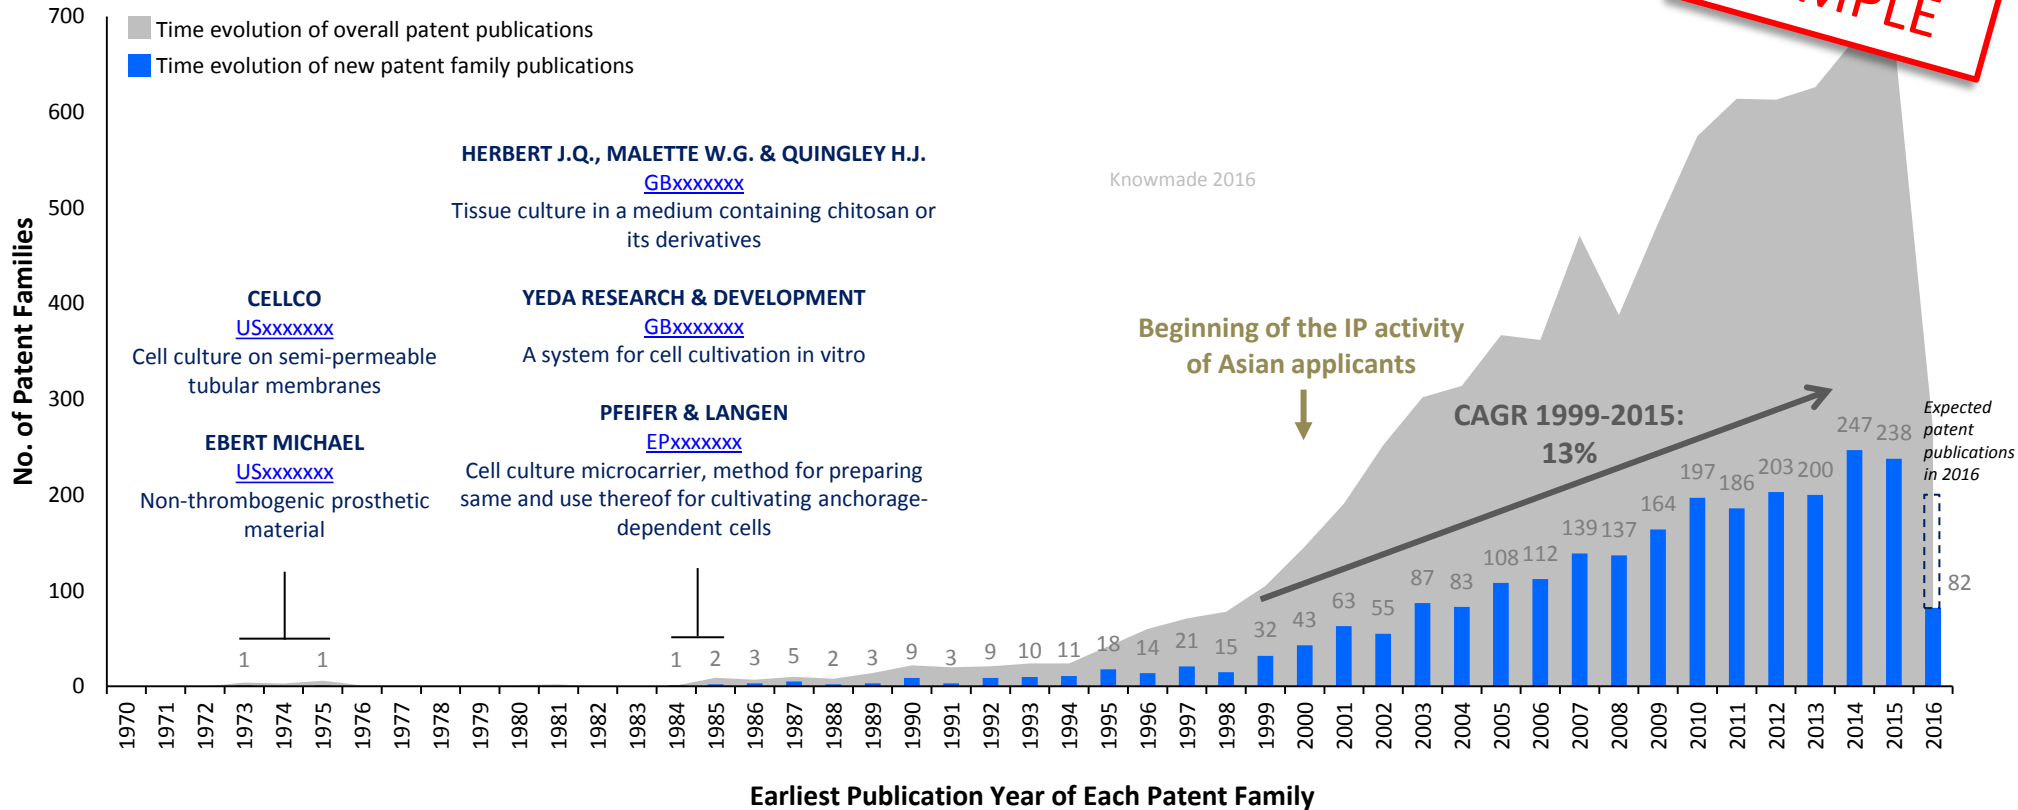 700
600
500
400
300
200
100
0
No. of Patent Families
Time evolution of overall patent publications
Time evolution of new patent family publications
HERBERT J.Q., MALETTE W.G. & QUINGLEY H.J.
GBxxxxxxx
Tissue culture in a medium containing chitosan or
its derivatives
Knowmade 2016
CELLCO
USxxxxxxx
Cell culture on semi-permeable
tubular membranes
YEDA RESEARCH & DEVELOPMENT
GBxxxxxxx
A system for cell cultivation in vitro
EBERT MICHAEL
USxxxxxxx
Non-thrombogenic prosthetic
material
PFEIFER & LANGEN
EPxxxxxxx
Cell culture microcarrier, method for preparing
same and use thereof for cultivating anchorage-
dependent cells
Beginning of the IP activity
of Asian applicants
CAGR 1999-2015:
13%
Expected
patent
publications
in 2016
1 1 1 2 3 5 2 3 9 3 9 10 11 18 14 21 15 32 43 63 55 87 83 108 112 139 137 164 197 186 203 200 247 238 82
1970 1971 1972 1973 1974 1975 1976 1977 1978 1979 1980 1981 1982 1983 1984 1985 1986 1987 1988 1989 1990 1991 1992 1993 1994 1995 1996 1997 1998 1999 2000 2001 2002 2003 2004 2005 2006 2007 2008 2009 2010 2011 2012 2013 2014 2015 2016
Earliest Publication Year of Each Patent Family